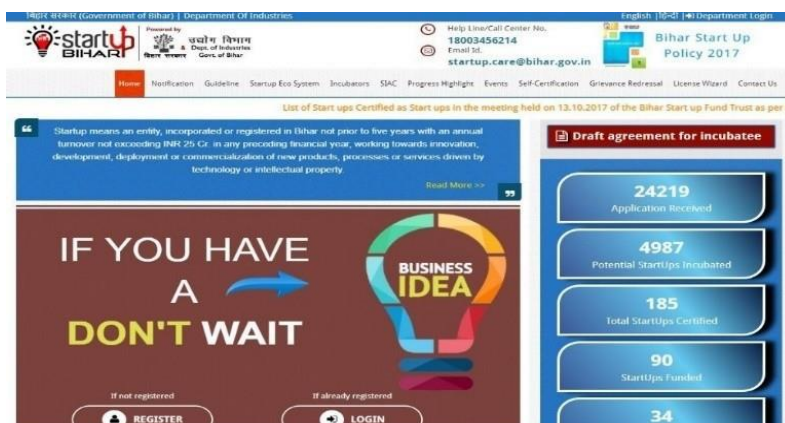 बिहार सरकार (Government of Bihar) | Department Of Industries
English | हिन्दी | Department Login
startup
BIHAR
Powered by
बिहार सरकार
उद्योग विभाग
Dept. of Industries
Govt. of Bihar
Help Line/Call Center No.
18003456214
Email Id.
startup.care@bihar.gov.in
Bihar Start Up
Policy 2017
Home Notification Guideline Startup Eco System Incubators SIAC Progress Highlight Events Self-Certification Grievance Redressal License Wizard Contact Us
List of Start ups Certified as Start ups in the meeting held on 13.10.2017 of the Bihar Start up Fund Trust as per
Startup means an entity, incorporated or registered in Bihar not prior to five years with an annual
turnover not exceeding INR 25 Cr. in any preceding financial year, working towards innovation,
development, deployment or commercialization of new products, processes or services driven by
technology or intellectual property.
Read More >>
IF YOU HAVE
A
DON'T WAIT
BUSINESS
IDEA
If not registered
REGISTER
If already registered
LOGIN
Draft agreement for incubatee
24219
Application Received
4987
Potential StartUps Incubated
185
Total StartUps Certified
90
StartUps Funded
34